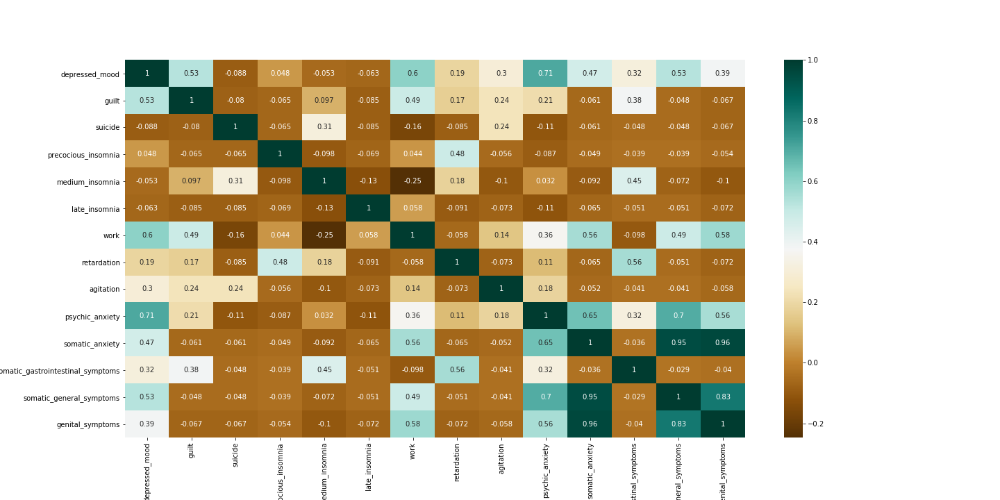 depressed_mood 1 0.53 -0.088 0.048 -0.053 -0.063 0.6 0.19 0.3 0.71 0.47 0.32 0.53 0.39
guilt 0.53 1 -0.08 -0.065 0.097 -0.085 0.49 0.17 0.24 0.21 -0.061 0.38 -0.048 -0.067
suicide -0.088 -0.08 1 -0.065 0.31 -0.085 -0.16 -0.085 0.24 -0.11 -0.061 -0.048 -0.048 -0.067
precocious_insomnia 0.048 -0.065 -0.065 1 -0.098 -0.069 0.044 0.48 -0.056 -0.087 -0.049 -0.039 -0.039 -0.054
medium_insomnia -0.053 0.097 0.31 -0.098 1 -0.13 -0.25 0.18 -0.1 0.032 -0.092 0.45 -0.072 -0.1
late_insomnia -0.063 -0.085 -0.085 -0.069 -0.13 1 0.058 -0.091 -0.073 -0.11 -0.065 -0.051 -0.051 -0.072
work 0.6 0.49 -0.16 0.044 -0.25 0.058 1 -0.058 0.14 0.36 0.56 -0.098 0.49 0.58
retardation 0.19 0.17 -0.085 0.48 0.18 -0.091 -0.058 1 -0.073 0.11 -0.065 0.56 -0.051 -0.072
agitation 0.3 0.24 0.24 -0.056 -0.1 -0.073 0.14 -0.073 1 0.18 -0.052 -0.041 -0.041 -0.058
psychic_anxiety 0.71 0.21 -0.11 -0.087 0.032 -0.11 0.36 0.11 0.18 1 0.65 0.32 0.7 0.56
somatic_anxiety 0.47 -0.061 -0.061 -0.049 -0.092 -0.065 0.56 -0.065 -0.052 0.65 1 -0.036 0.95 0.96
omatic_gastrointestinal_symptoms 0.32 0.38 -0.048 -0.039 0.45 -0.051 -0.098 0.56 -0.041 0.32 -0.036 1 -0.029 -0.04
somatic_general_symptoms 0.53 -0.048 -0.048 -0.039 -0.072 -0.051 0.49 -0.051 -0.041 0.7 0.95 -0.029 1 0.83
genital_symptoms 0.39 -0.067 -0.067 -0.054 -0.1 -0.072 0.58 -0.072 -0.058 0.56 0.96 -0.04 0.83 1
depressed_mood
guilt
suicide
ocious_insomnia
edium_insomnia
late_insomnia
work
retardation
agitation
psychic_anxiety
somatic_anxiety
stinal_symptoms
neral_symptoms
enital_symptoms
1.0
0.8
0.6
0.4
0.2
0.0
−0.2